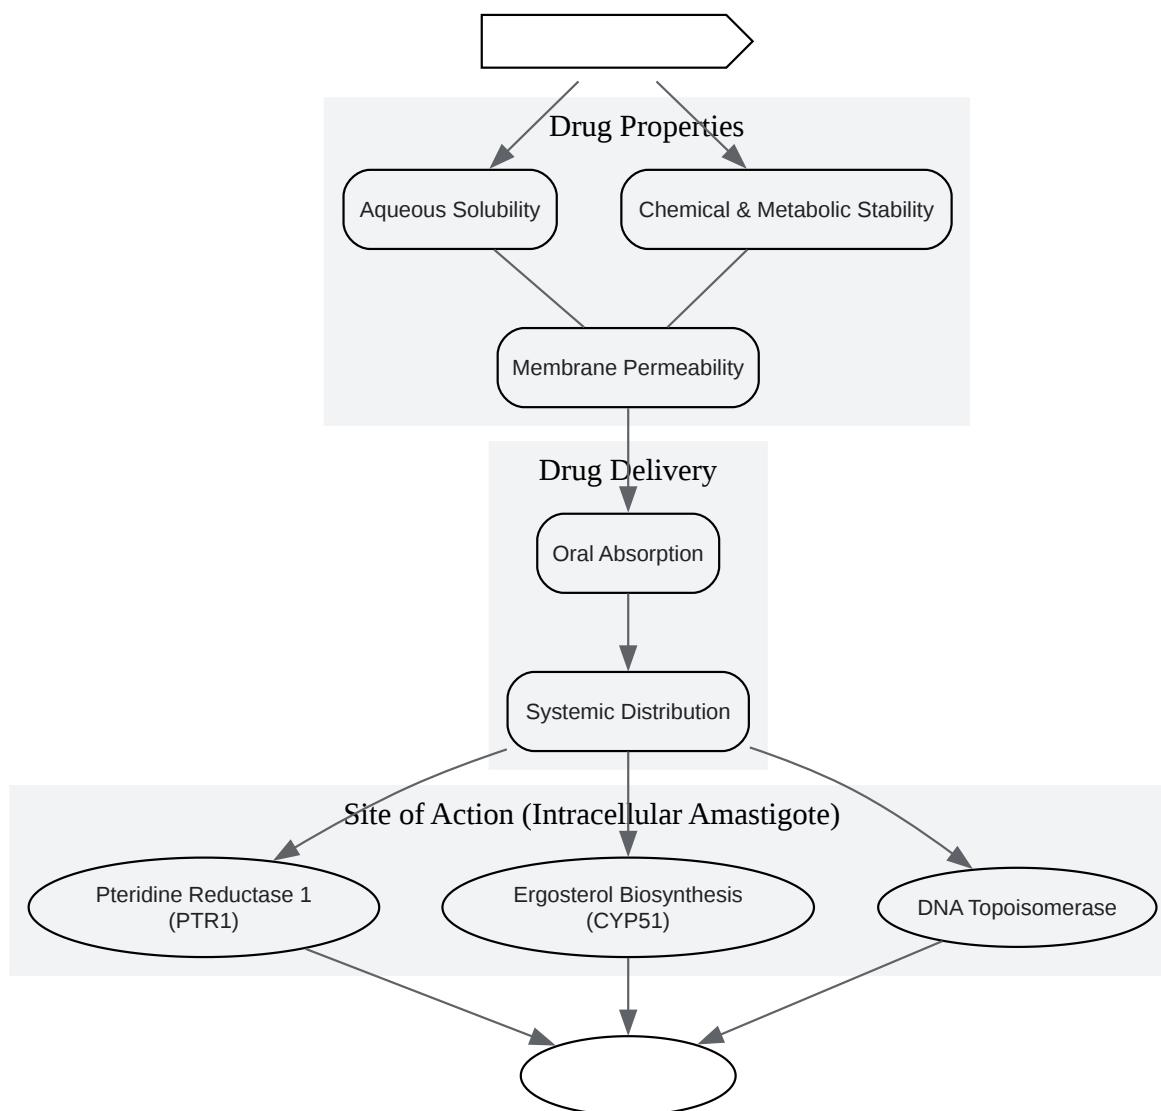 Drug Properties
Aqueous Solubility
Chemical & Metabolic Stability
Membrane Permeability
Drug Delivery
Oral Absorption
Systemic Distribution
Site of Action (Intracellular Amastigote)
Pteridine Reductase 1
(PTR1)
Ergosterol Biosynthesis
(CYP51)
DNA Topoisomerase